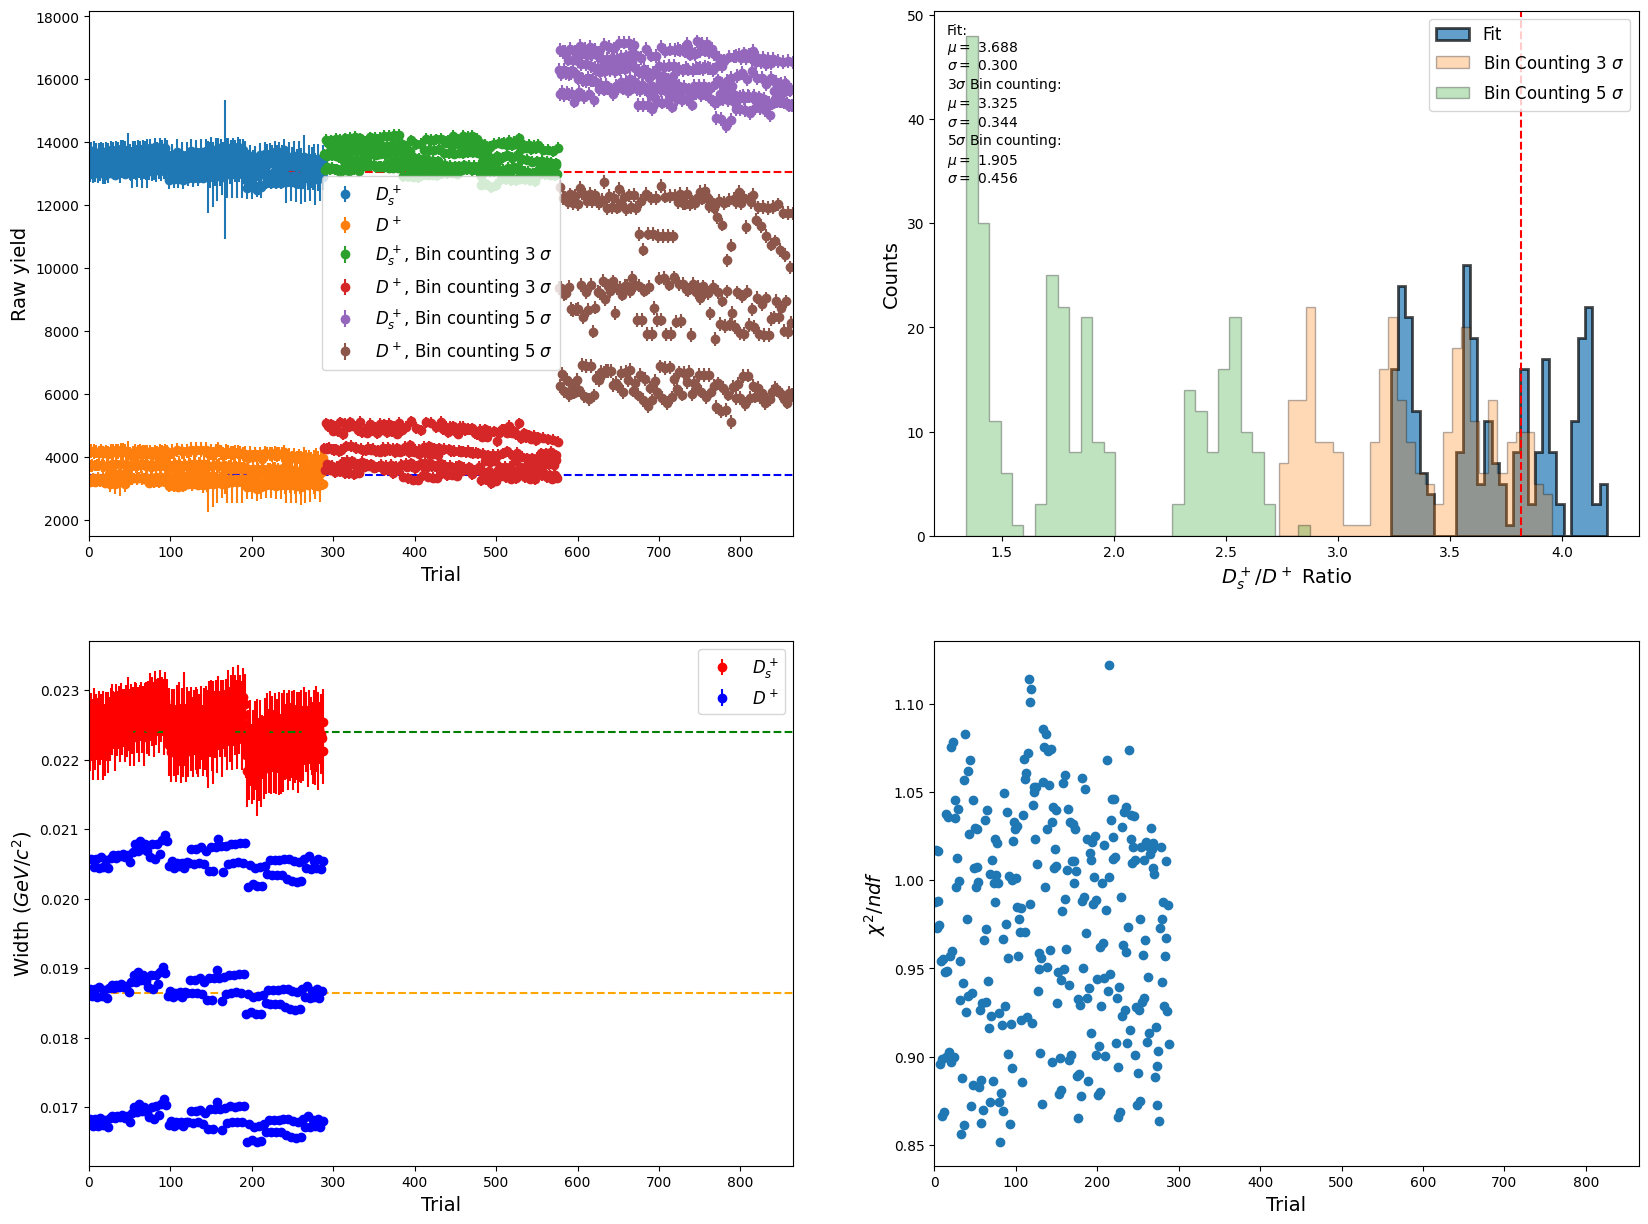 18000
16000
14000
12000
10000
8000
6000
4000
2000
Raw yield
0 100 200 300 400 500 600 700 800
Trial
$D_s^+$
$D^+$
$D_s^+$, Bin counting 3 σ
$D^+$, Bin counting 3 σ
$D_s^+$, Bin counting 5 σ
$D^+$, Bin counting 5 σ
50
40
30
20
10
0
Counts
1.5 2.0 2.5 3.0 3.5 4.0
$D_s^+/D^+$ Ratio
Fit:
μ = 3.688
σ = 0.300
3σ Bin counting:
μ = 3.325
σ = 0.344
5σ Bin counting:
μ = 1.905
σ = 0.456
Fit
Bin Counting 3 σ
Bin Counting 5 σ
0.023
0.022
0.021
0.020
0.019
0.018
0.017
Width ($GeV/c^2$)
0 100 200 300 400 500 600 700 800
Trial
$D_s^+$
$D^+$
1.10
1.05
1.00
0.95
0.90
0.85
$χ^2/ndf$
0 100 200 300 400 500 600 700 800
Trial